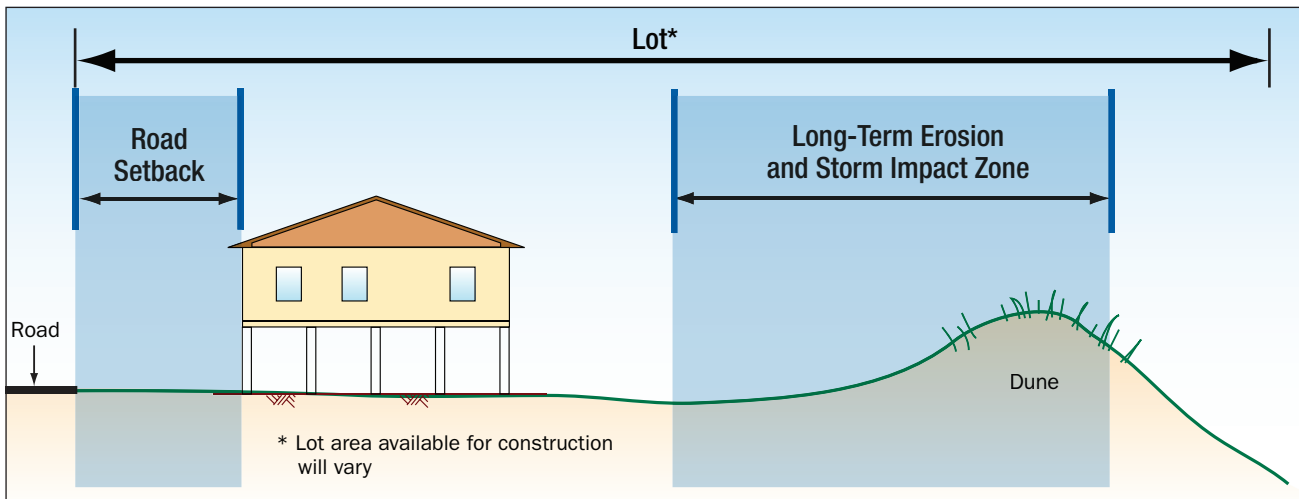 Lot*
Road
Setback
Long-Term Erosion
and Storm Impact Zone
Road
Dune
* Lot area available for construction
will vary